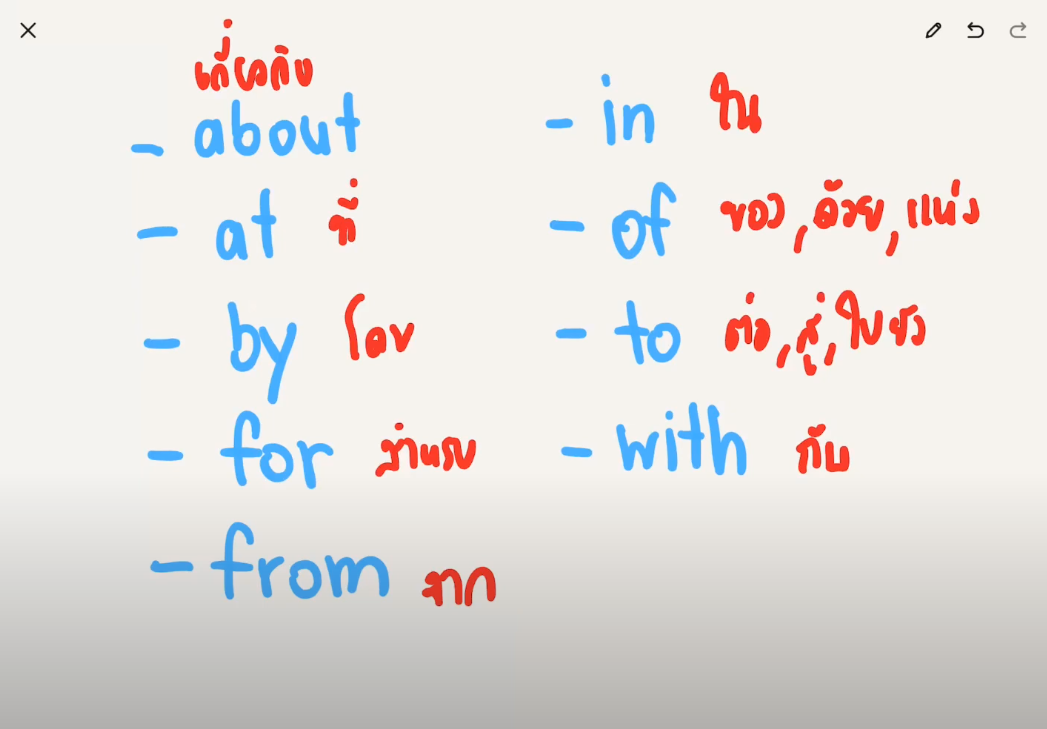 เกี่ยวกับ
- about
- at ที่
- by โดย
- for สำหรับ
- from จาก
- in ใน
- of ของ, ด้วย, แห่ง
- to ต่อ, สู่, ไปยัง
- with กับ